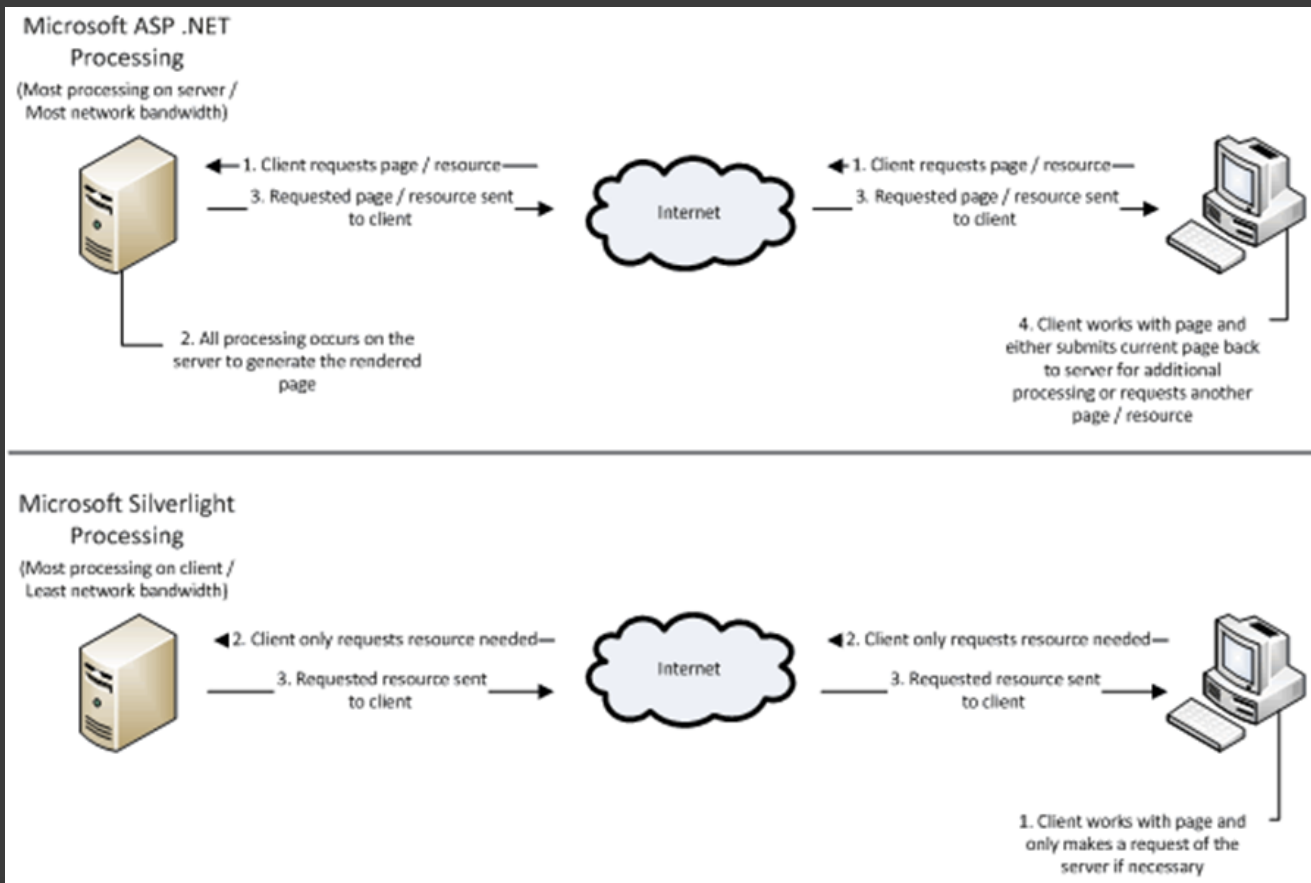 Microsoft ASP .NET
Processing
(Most processing on server /
Most network bandwidth)
1. Client requests page / resource
3. Requested page / resource sent
to client
Internet
1. Client requests page / resource
3. Requested page / resource sent
to client
2. All processing occurs on the
server to generate the rendered
page
4. Client works with page and
either submits current page back
to server for additional
processing or requests another
page / resource
Microsoft Silverlight
Processing
(Most processing on client /
Least network bandwidth)
2. Client only requests resource needed
3. Requested resource sent
to client
Internet
2. Client only requests resource needed
3. Requested resource sent
to client
1. Client works with page and
only makes a request of the
server if necessary